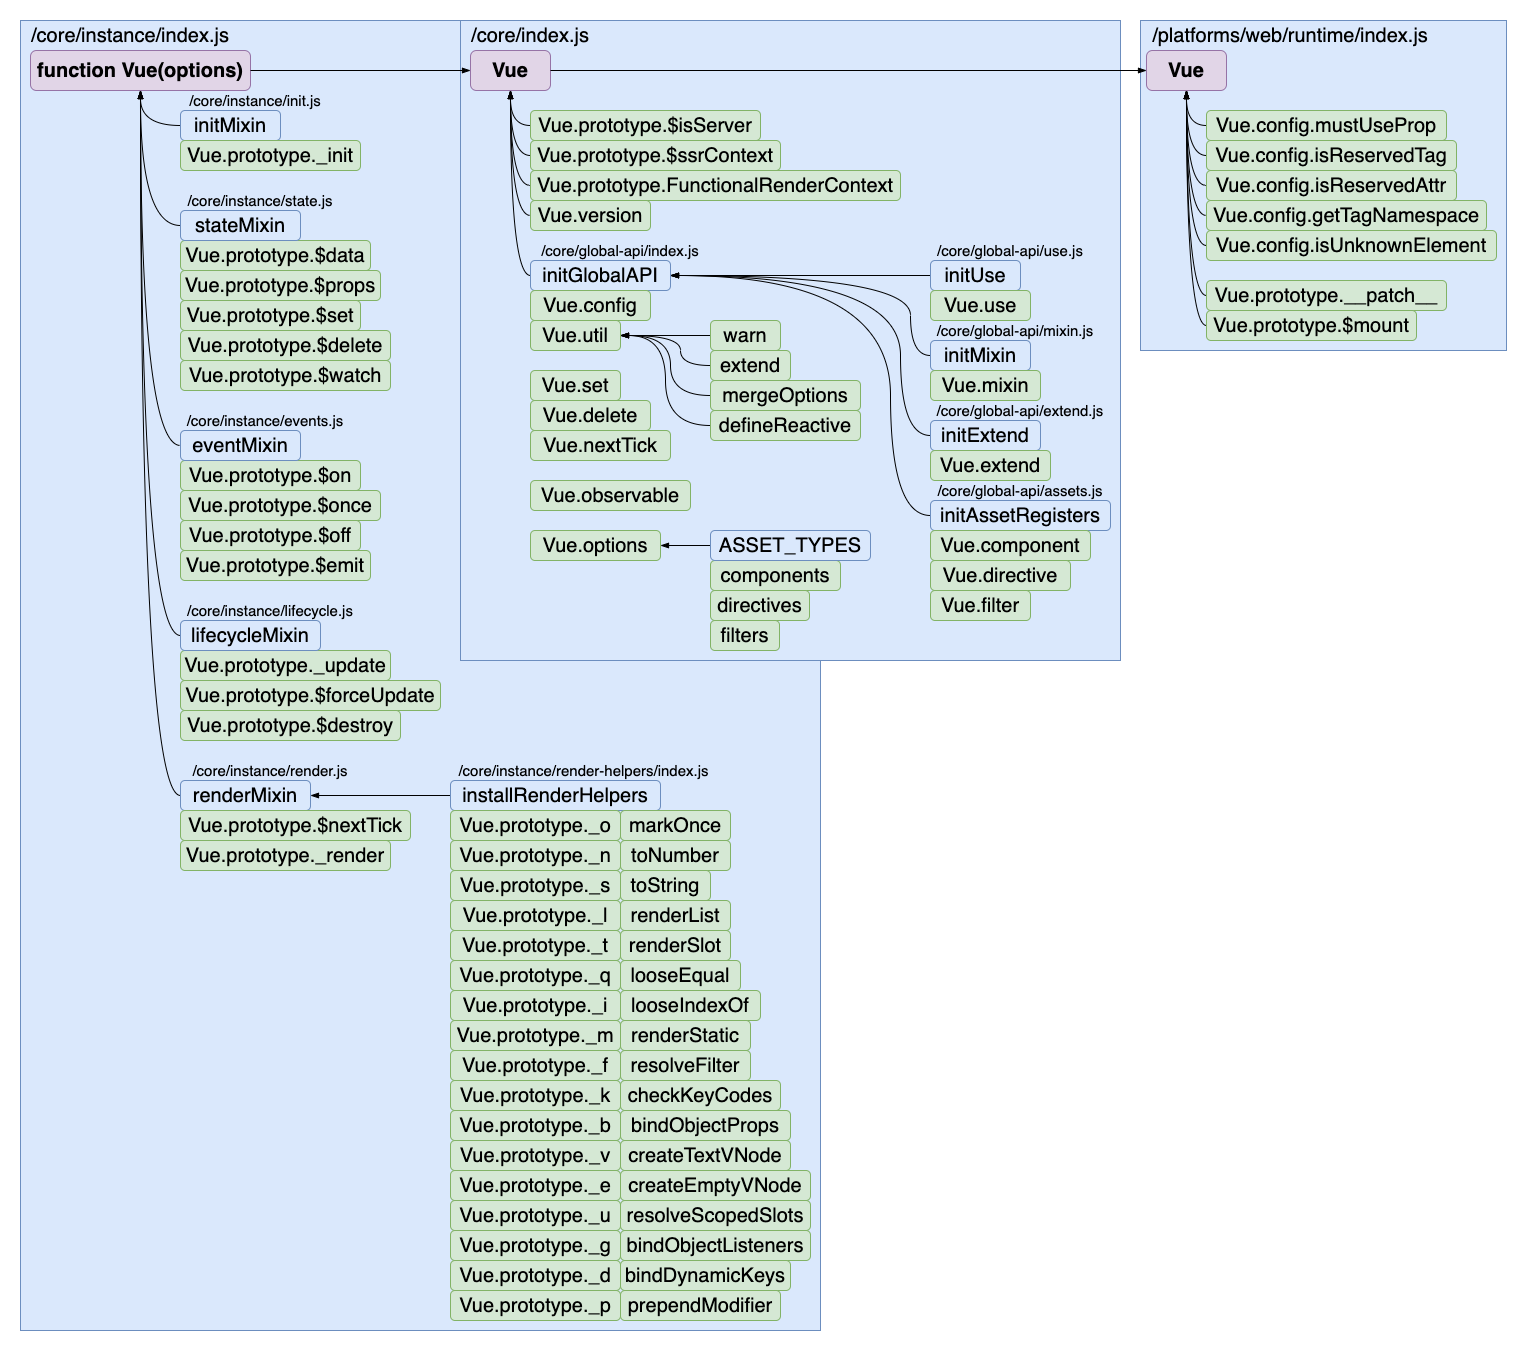 /core/instance/index.js
function Vue(options)
/core/instance/init.js
initMixin
Vue.prototype._init
/core/instance/state.js
stateMixin
Vue.prototype.$data
Vue.prototype.$props
Vue.prototype.$set
Vue.prototype.$delete
Vue.prototype.$watch
/core/instance/events.js
eventMixin
Vue.prototype.$on
Vue.prototype.$once
Vue.prototype.$off
Vue.prototype.$emit
/core/instance/lifecycle.js
lifecycleMixin
Vue.prototype._update
Vue.prototype.$forceUpdate
Vue.prototype.$destroy
/core/instance/render.js
renderMixin
Vue.prototype.$nextTick
Vue.prototype._render
/core/instance/render-helpers/index.js
installRenderHelpers
Vue.prototype._o markOnce
Vue.prototype._n toNumber
Vue.prototype._s toString
Vue.prototype._l renderList
Vue.prototype._t renderSlot
Vue.prototype._q looseEqual
Vue.prototype._i looseIndexOf
Vue.prototype._m renderStatic
Vue.prototype._f resolveFilter
Vue.prototype._k checkKeyCodes
Vue.prototype._b bindObjectProps
Vue.prototype._v createTextVNode
Vue.prototype._e createEmptyVNode
Vue.prototype._u resolveScopedSlots
Vue.prototype._g bindObjectListeners
Vue.prototype._d bindDynamicKeys
Vue.prototype._p prependModifier
/core/index.js
Vue
Vue.prototype.$isServer
Vue.prototype.$ssrContext
Vue.prototype.FunctionalRenderContext
Vue.version
/core/global-api/index.js
initGlobalAPI
Vue.config
Vue.util
warn
extend
mergeOptions
defineReactive
Vue.set
Vue.delete
Vue.nextTick
Vue.observable
Vue.options
ASSET_TYPES
components
directives
filters
/core/global-api/use.js
initUse
Vue.use
/core/global-api/mixin.js
initMixin
Vue.mixin
/core/global-api/extend.js
initExtend
Vue.extend
/core/global-api/assets.js
initAssetRegisters
Vue.component
Vue.directive
Vue.filter
/platforms/web/runtime/index.js
Vue
Vue.config.mustUseProp
Vue.config.isReservedTag
Vue.config.isReservedAttr
Vue.config.getTagNamespace
Vue.config.isUnknownElement
Vue.prototype.__patch__
Vue.prototype.$mount